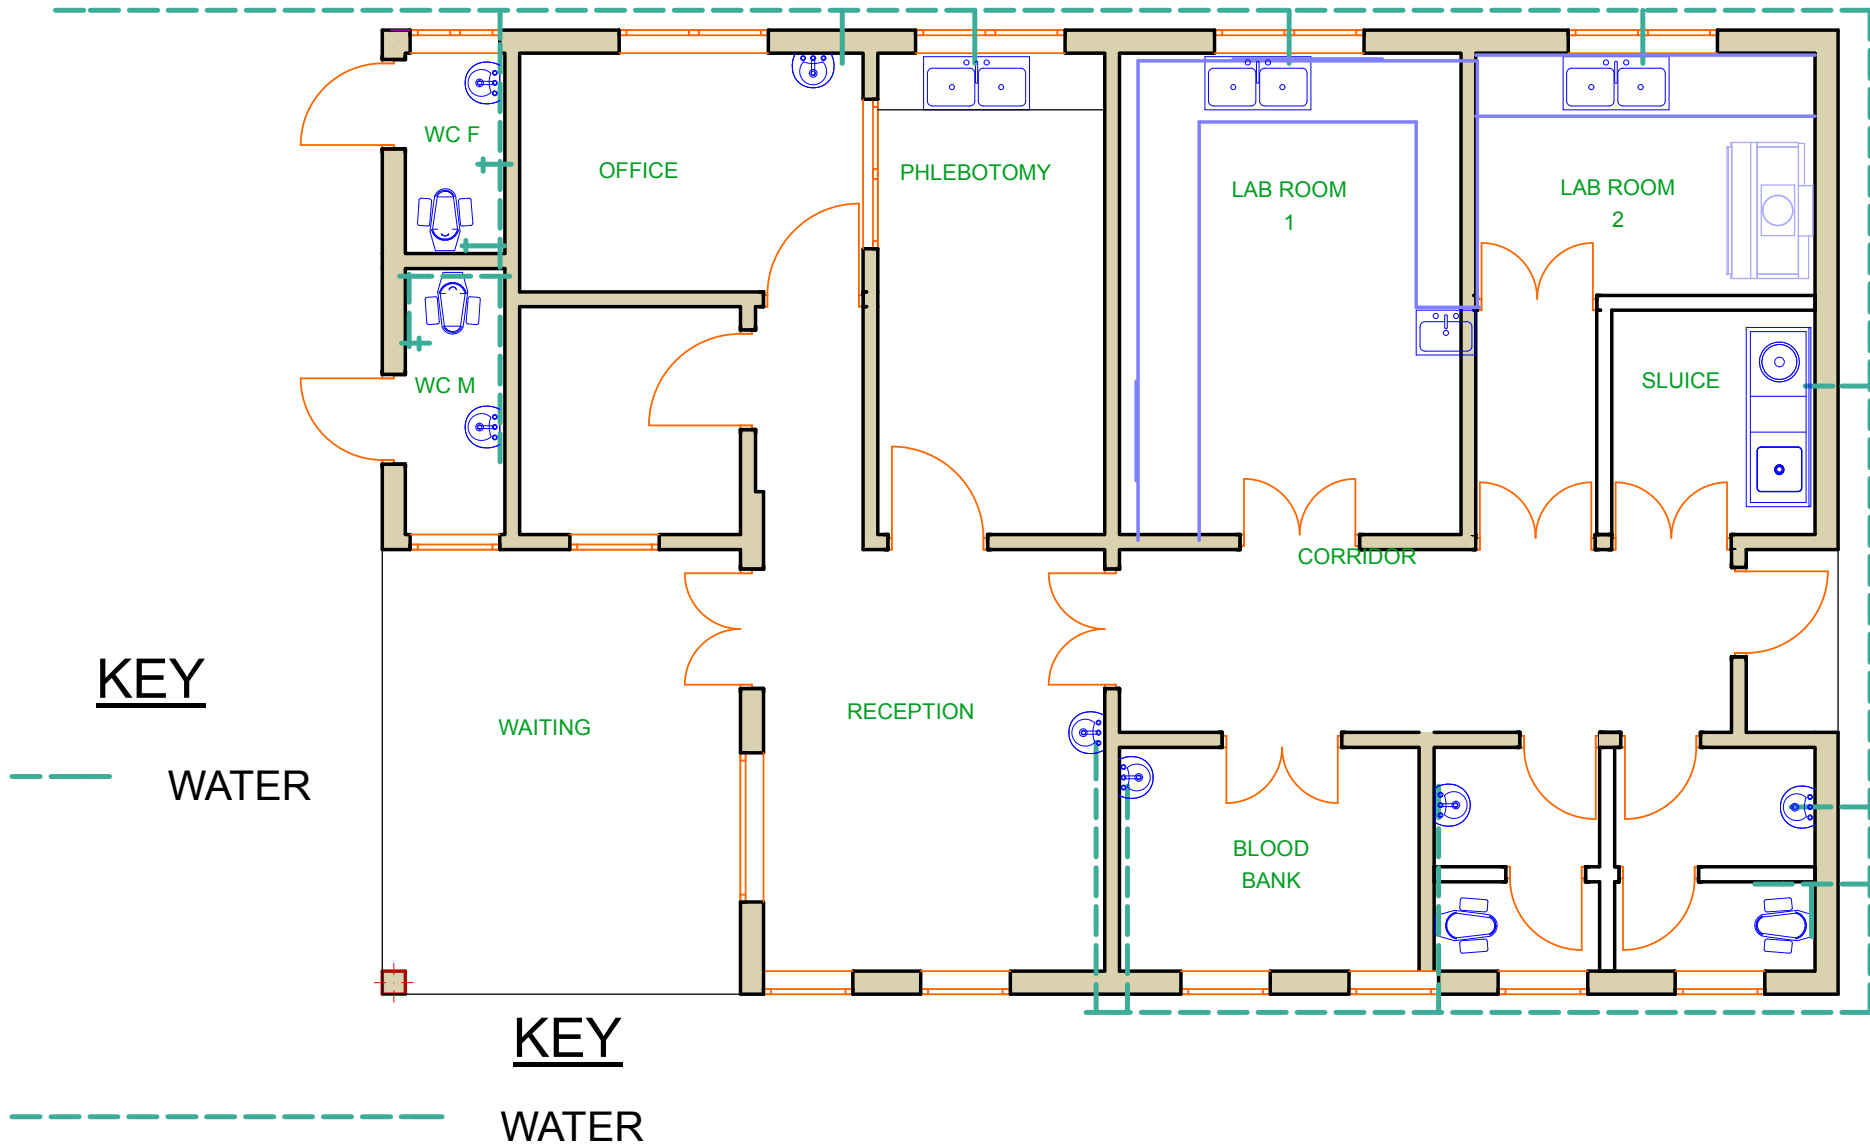 WC F
OFFICE
PHLEBOTOMY
LAB ROOM
1
LAB ROOM
2
WC M
SLUICE
CORRIDOR
KEY
WATER
WAITING
RECEPTION
BLOOD
BANK
KEY
WATER